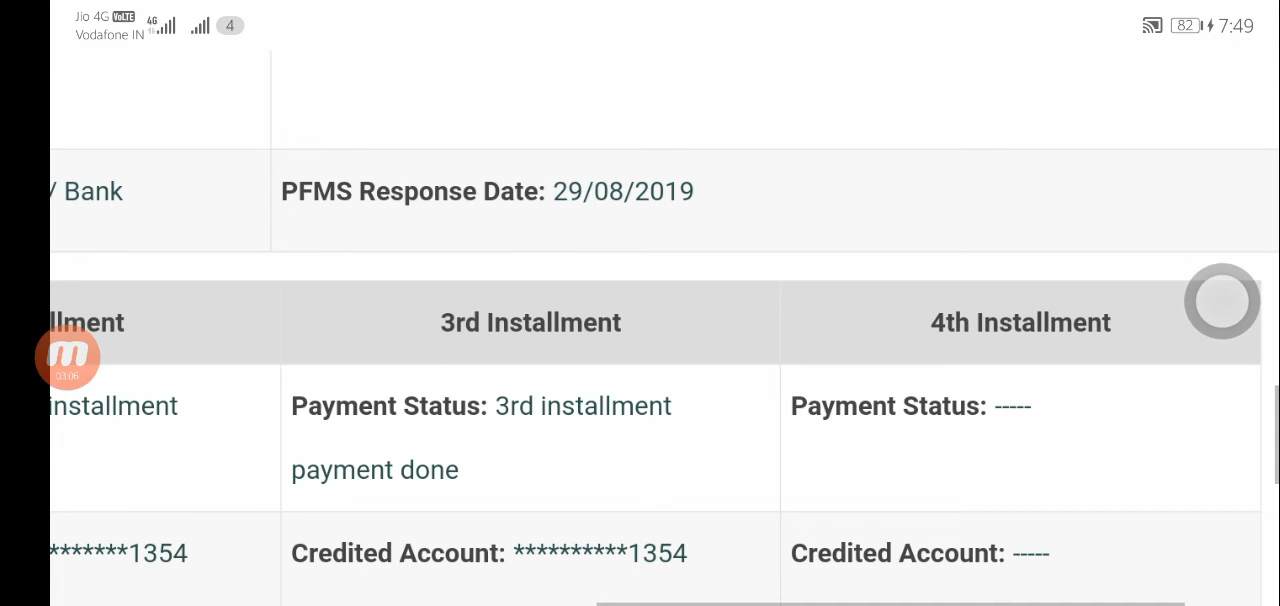 Jio 4G VoLTE 4G 4 82 7:49
Vodafone IN
/ Bank PFMS Response Date: 29/08/2019
llment 3rd Installment 4th Installment
m
03:06
installment Payment Status: 3rd installment Payment Status: -----
payment done
*******1354 Credited Account: **********1354 Credited Account: -----